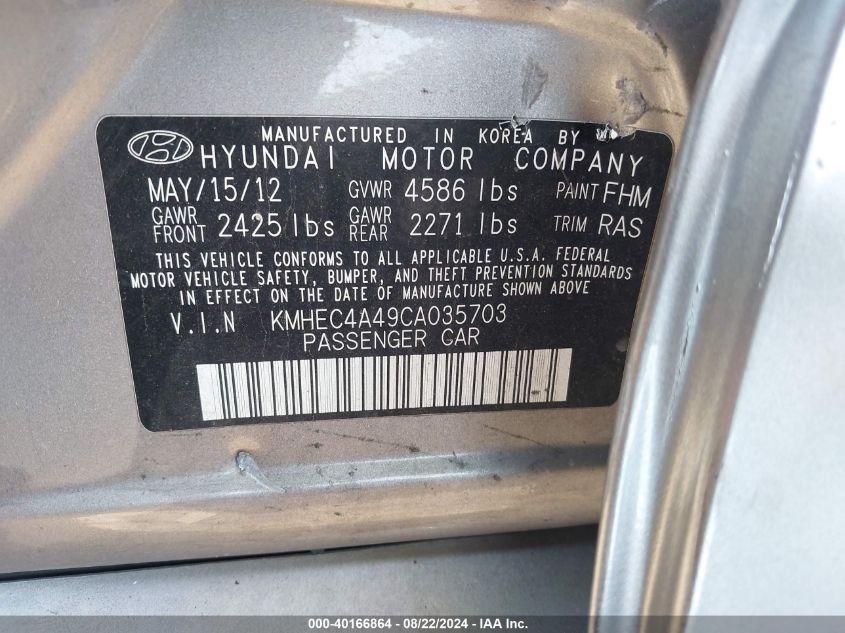 MANUFACTURED IN KOREA BY
HYUNDAI MOTOR COMPANY
MAY/15/12 GVWR 4586 lbs PAINT FHM
GAWR FRONT 2425 lbs GAWR REAR 2271 lbs TRIM RAS
THIS VEHICLE CONFORMS TO ALL APPLICABLE U.S.A. FEDERAL
MOTOR VEHICLE SAFETY, BUMPER, AND THEFT PREVENTION STANDARDS
IN EFFECT ON THE DATE OF MANUFACTURE SHOWN ABOVE
V.I.N KMHEC4A49CA035703
PASSENGER CAR
000-40166864 - 08/22/2024 - IAA Inc.